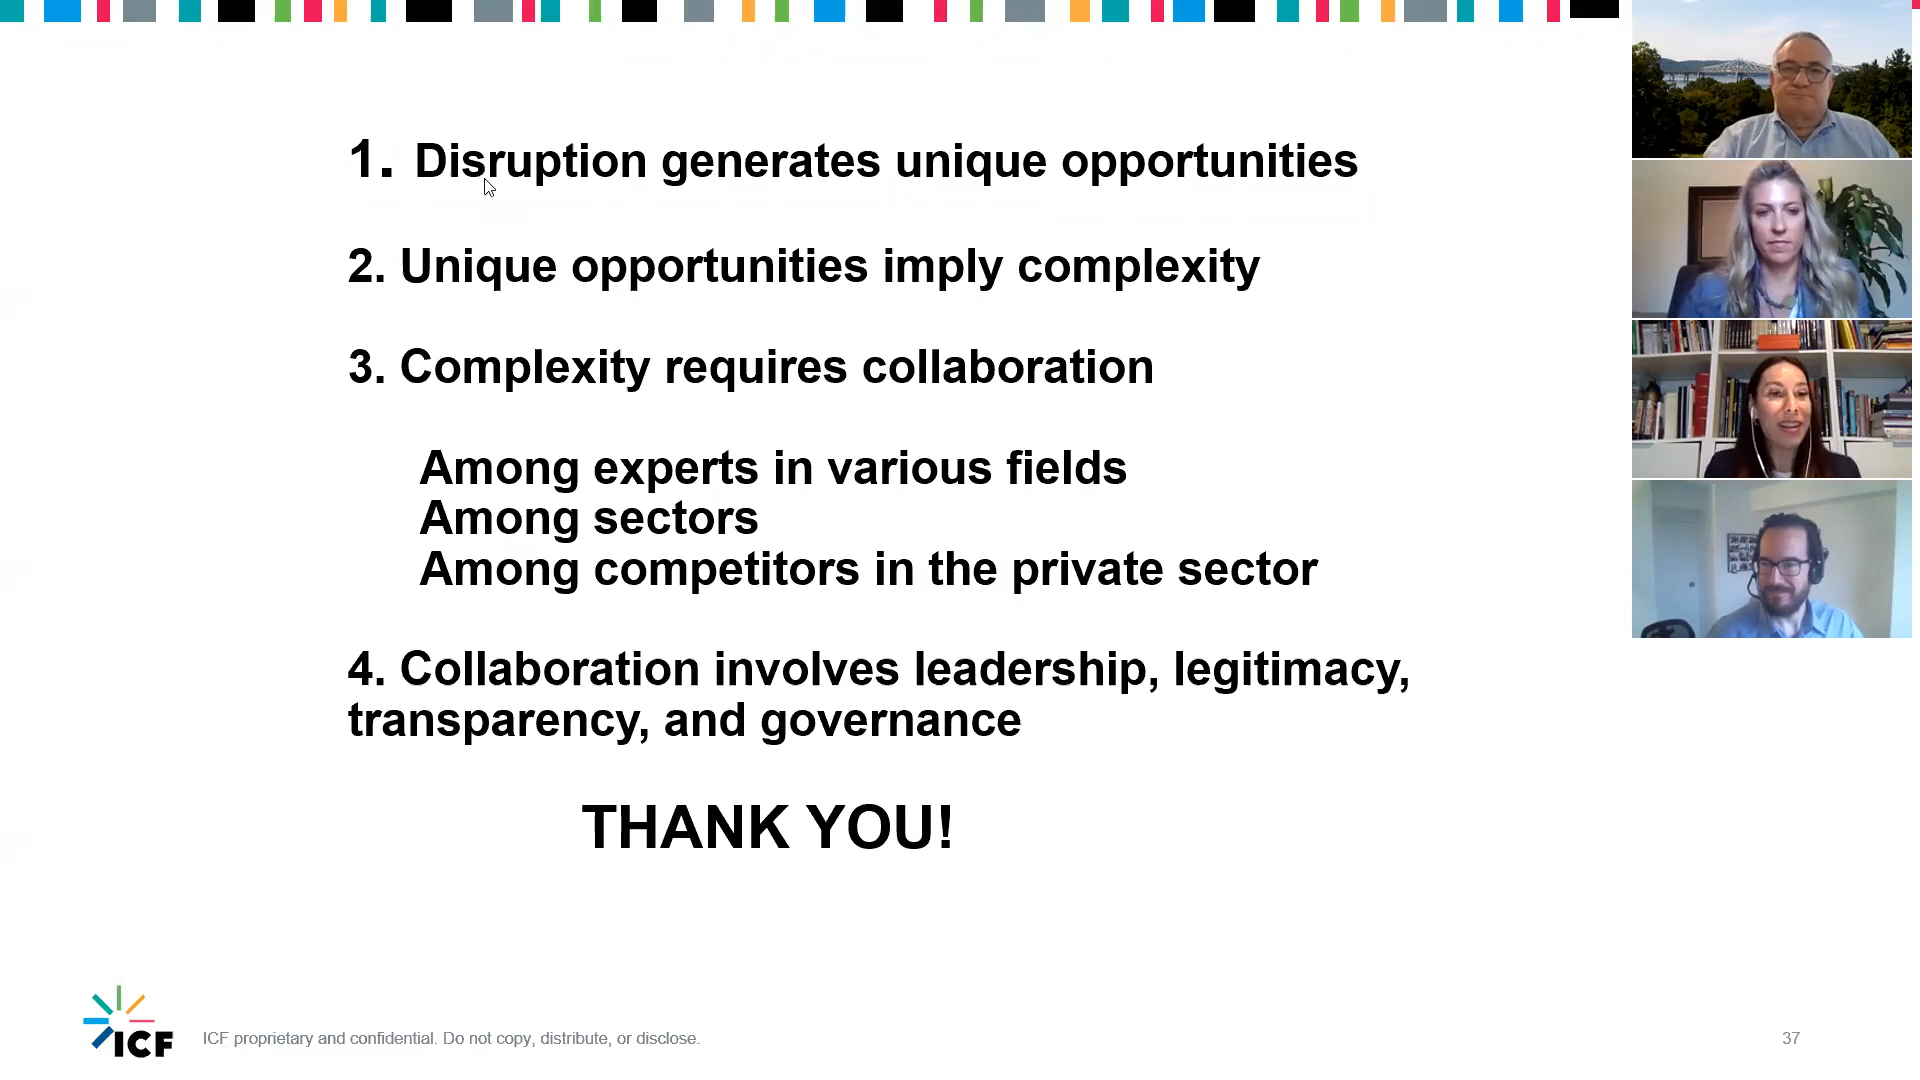 1. Disruption generates unique opportunities
2. Unique opportunities imply complexity
3. Complexity requires collaboration
Among experts in various fields
Among sectors
Among competitors in the private sector
4. Collaboration involves leadership, legitimacy,
transparency, and governance
THANK YOU!
ICF
ICF proprietary and confidential. Do not copy, distribute, or disclose.
37